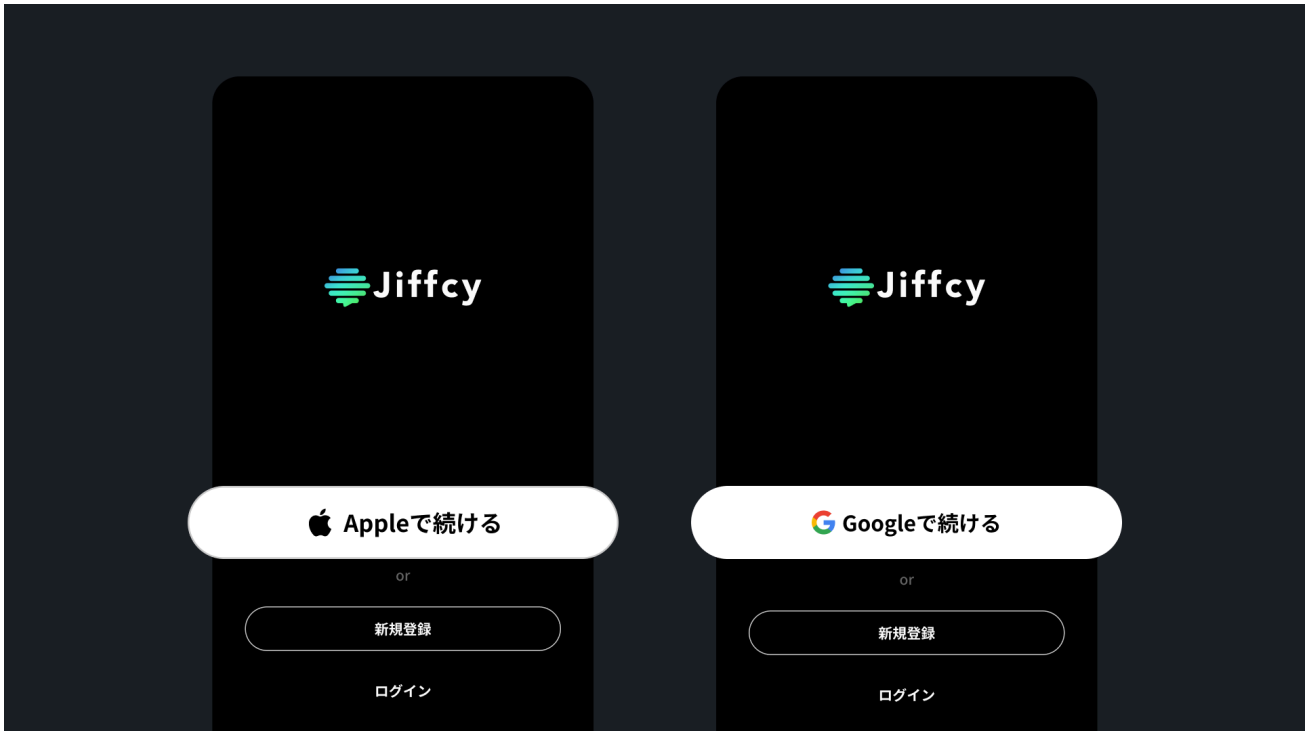 Jiffcy
Appleで続ける
or
新規登録
ログイン
Jiffcy
Googleで続ける
or
新規登録
ログイン